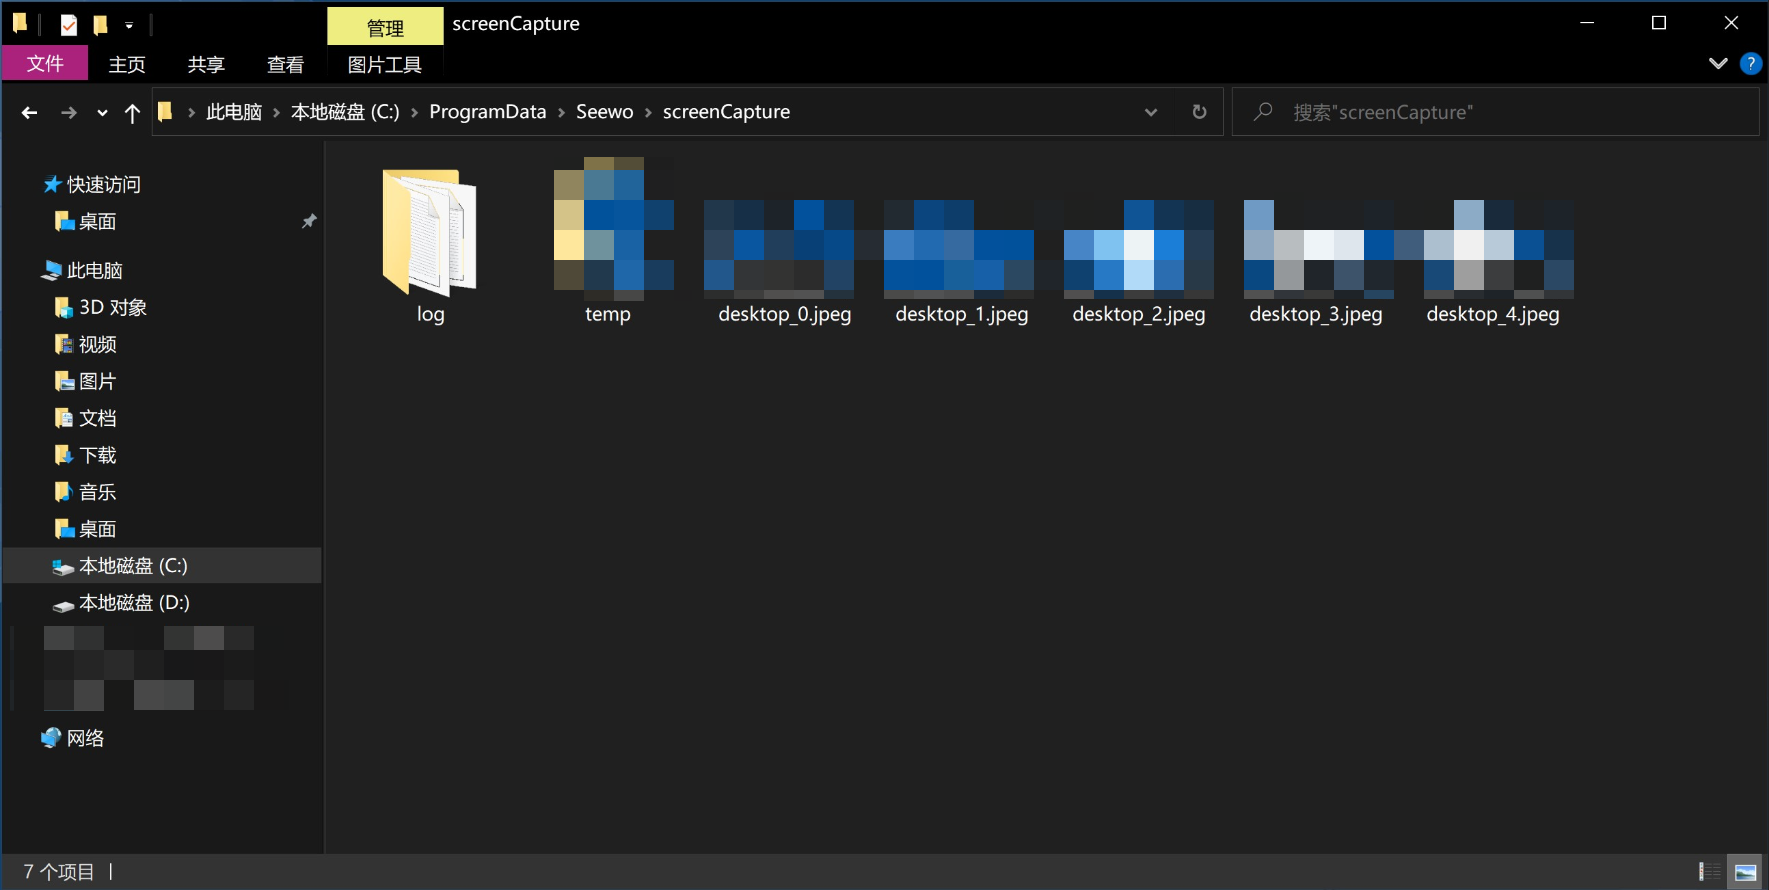 管理
screenCapture
文件
主页
共享
查看
图片工具
此电脑 > 本地磁盘 (C:) > ProgramData > Seewo > screenCapture
搜索"screenCapture"
快速访问
桌面
此电脑
3D 对象
视频
图片
文档
下载
音乐
桌面
本地磁盘 (C:)
本地磁盘 (D:)
网络
log
temp
desktop_0.jpeg
desktop_1.jpeg
desktop_2.jpeg
desktop_3.jpeg
desktop_4.jpeg
7 个项目